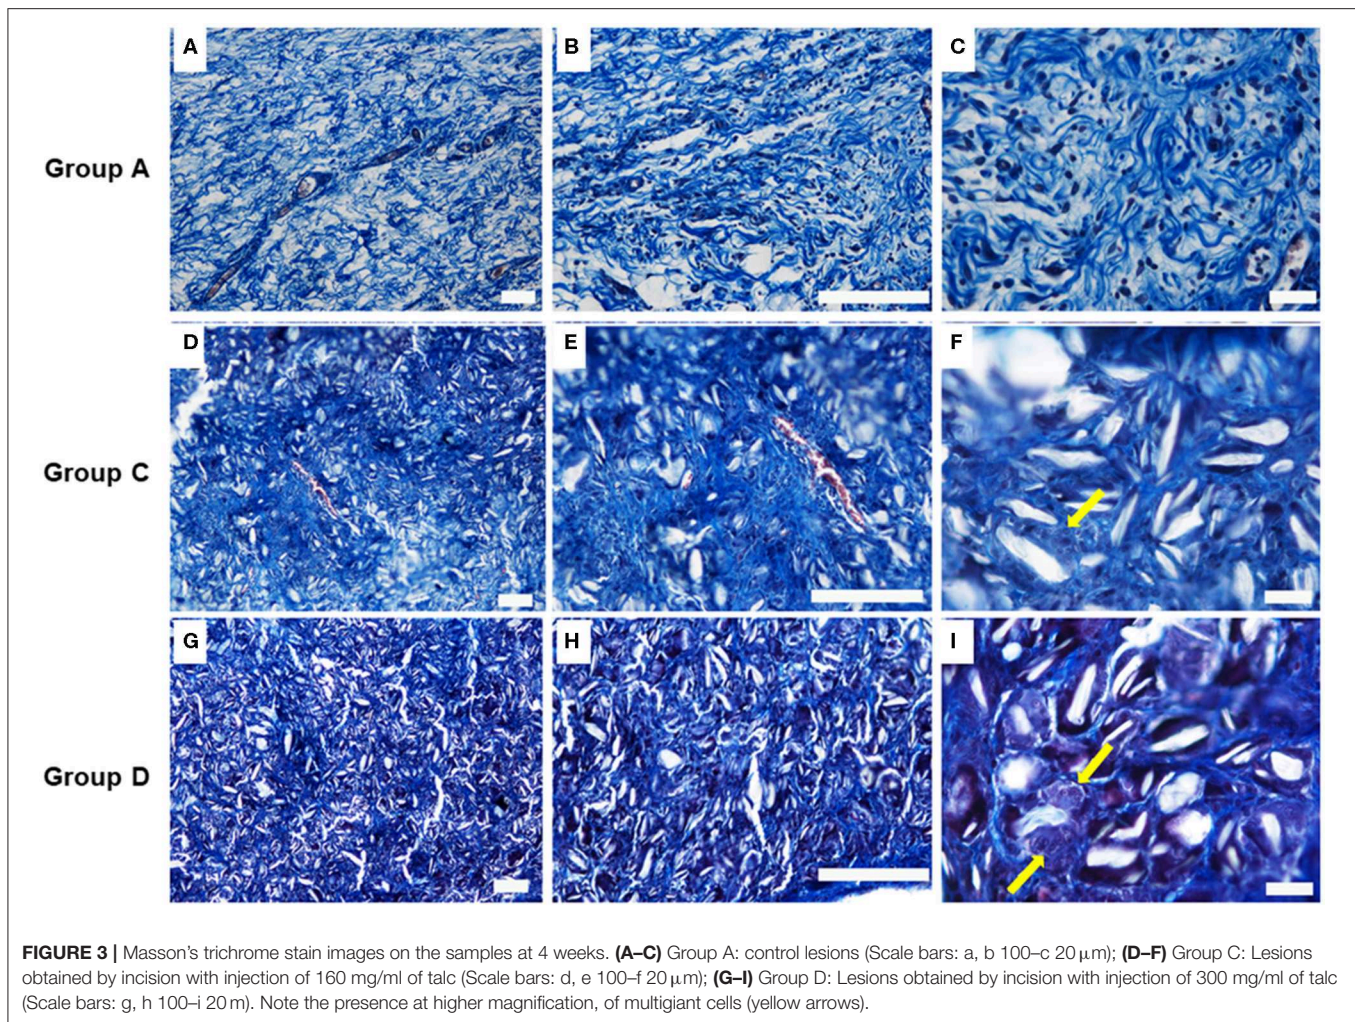 A
B
C
Group A
D
E
F
Group C
G
H
I
Group D
FIGURE 3 | Masson's trichrome stain images on the samples at 4 weeks. (A–C) Group A: control lesions (Scale bars: a, b 100–c 20 μm); (D–F) Group C: Lesions
obtained by incision with injection of 160 mg/ml of talc (Scale bars: d, e 100–f 20 μm); (G–I) Group D: Lesions obtained by incision with injection of 300 mg/ml of talc
(Scale bars: g, h 100–i 20 m). Note the presence at higher magnification, of multigiant cells (yellow arrows).